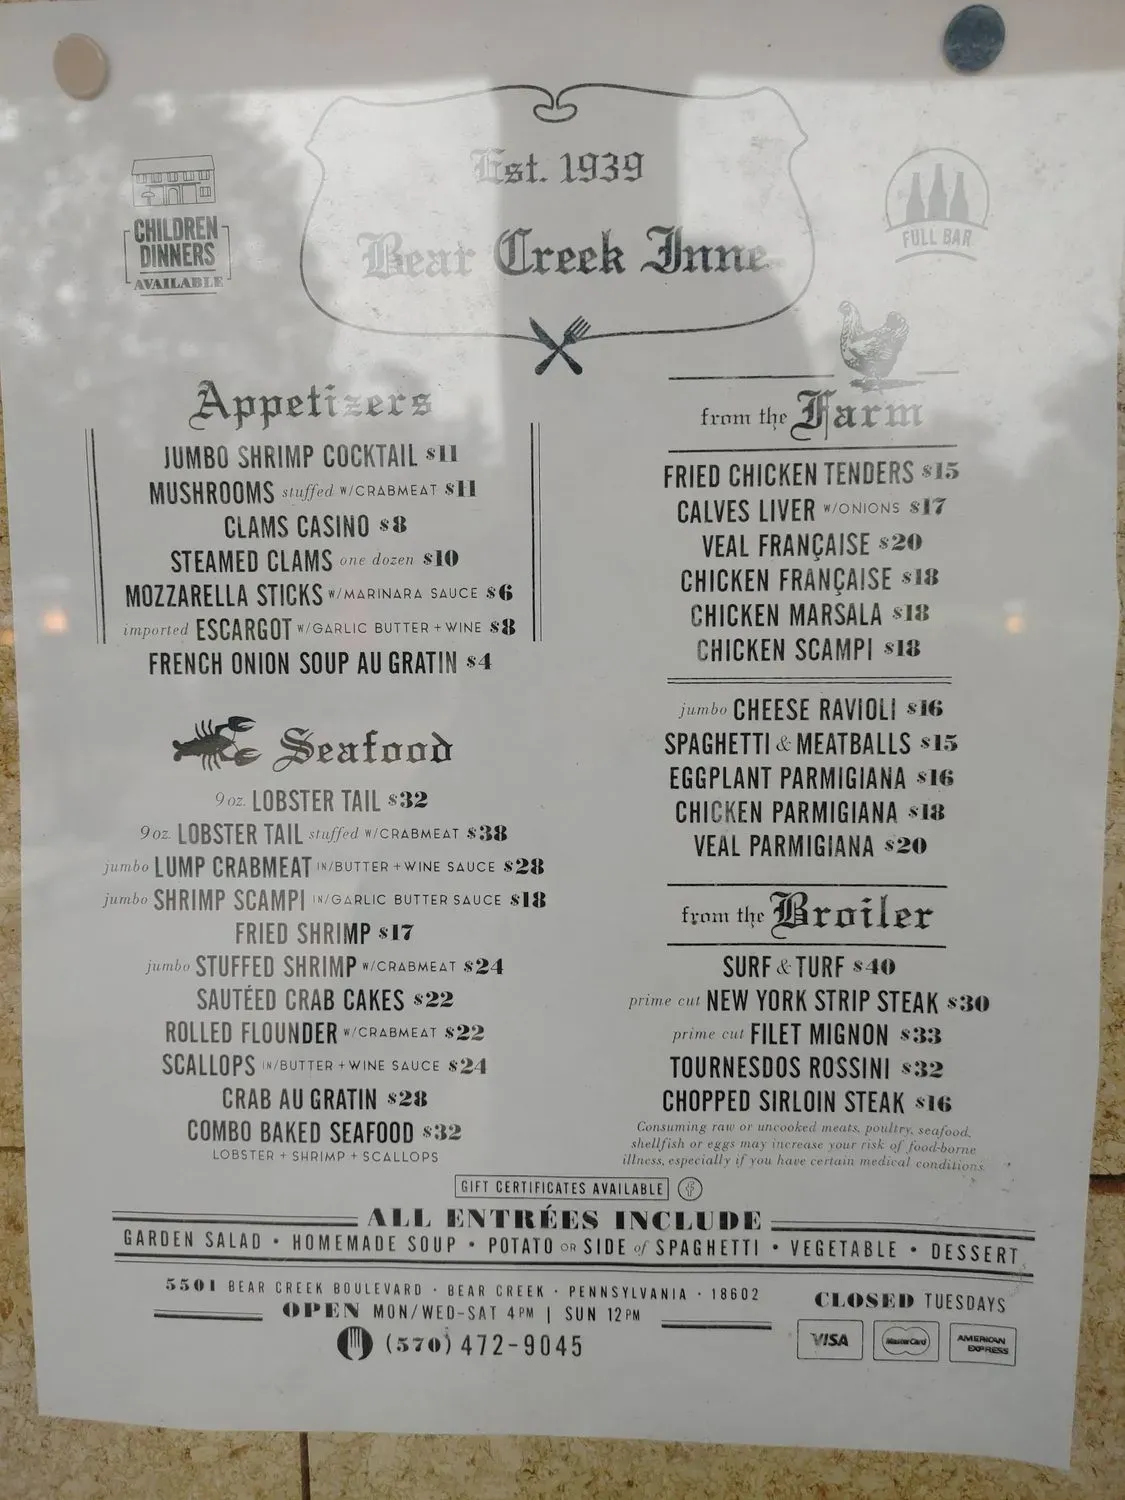 Est. 1939
Bear Creek Inne
CHILDREN
DINNERS
AVAILABLE
FULL BAR
Appetizers
JUMBO SHRIMP COCKTAIL $11
MUSHROOMS stuffed W/CRABMEAT $11
CLAMS CASINO $8
STEAMED CLAMS one dozen $10
MOZZARELLA STICKS W/MARINARA SAUCE $6
imported ESCARGOT W/GARLIC BUTTER + WINE $8
FRENCH ONION SOUP AU GRATIN $4
Seafood
9 oz. LOBSTER TAIL $32
9 oz. LOBSTER TAIL stuffed W/CRABMEAT $38
jumbo LUMP CRABMEAT IN/BUTTER + WINE SAUCE $28
jumbo SHRIMP SCAMPI IN/GARLIC BUTTER SAUCE $18
FRIED SHRIMP $17
jumbo STUFFED SHRIMP W/CRABMEAT $24
SAUTÉED CRAB CAKES $22
ROLLED FLOUNDER W/CRABMEAT $22
SCALLOPS IN/BUTTER + WINE SAUCE $24
CRAB AU GRATIN $28
COMBO BAKED SEAFOOD $32
LOBSTER + SHRIMP + SCALLOPS
from the Farm
FRIED CHICKEN TENDERS $15
CALVES LIVER W/ONIONS $17
VEAL FRANÇAISE $20
CHICKEN FRANÇAISE $18
CHICKEN MARSALA $18
CHICKEN SCAMPI $18
jumbo CHEESE RAVIOLI $16
SPAGHETTI & MEATBALLS $15
EGGPLANT PARMIGIANA $16
CHICKEN PARMIGIANA $18
VEAL PARMIGIANA $20
from the Broiler
SURF & TURF $40
prime cut NEW YORK STRIP STEAK $30
prime cut FILET MIGNON $33
TOURNESDOS ROSSINI $32
CHOPPED SIRLOIN STEAK $16
Consuming raw or uncooked meats, poultry, seafood,
shellfish or eggs may increase your risk of food-borne
illness, especially if you have certain medical conditions.
GIFT CERTIFICATES AVAILABLE f
ALL ENTRÉES INCLUDE
GARDEN SALAD • HOMEMADE SOUP • POTATO OR SIDE of SPAGHETTI • VEGETABLE • DESSERT
5501 BEAR CREEK BOULEVARD · BEAR CREEK · PENNSYLVANIA · 18602
OPEN MON/WED-SAT 4PM | SUN 12PM
(570) 472-9045
CLOSED TUESDAYS
VISA
MasterCard
AMERICAN
EXPRESS